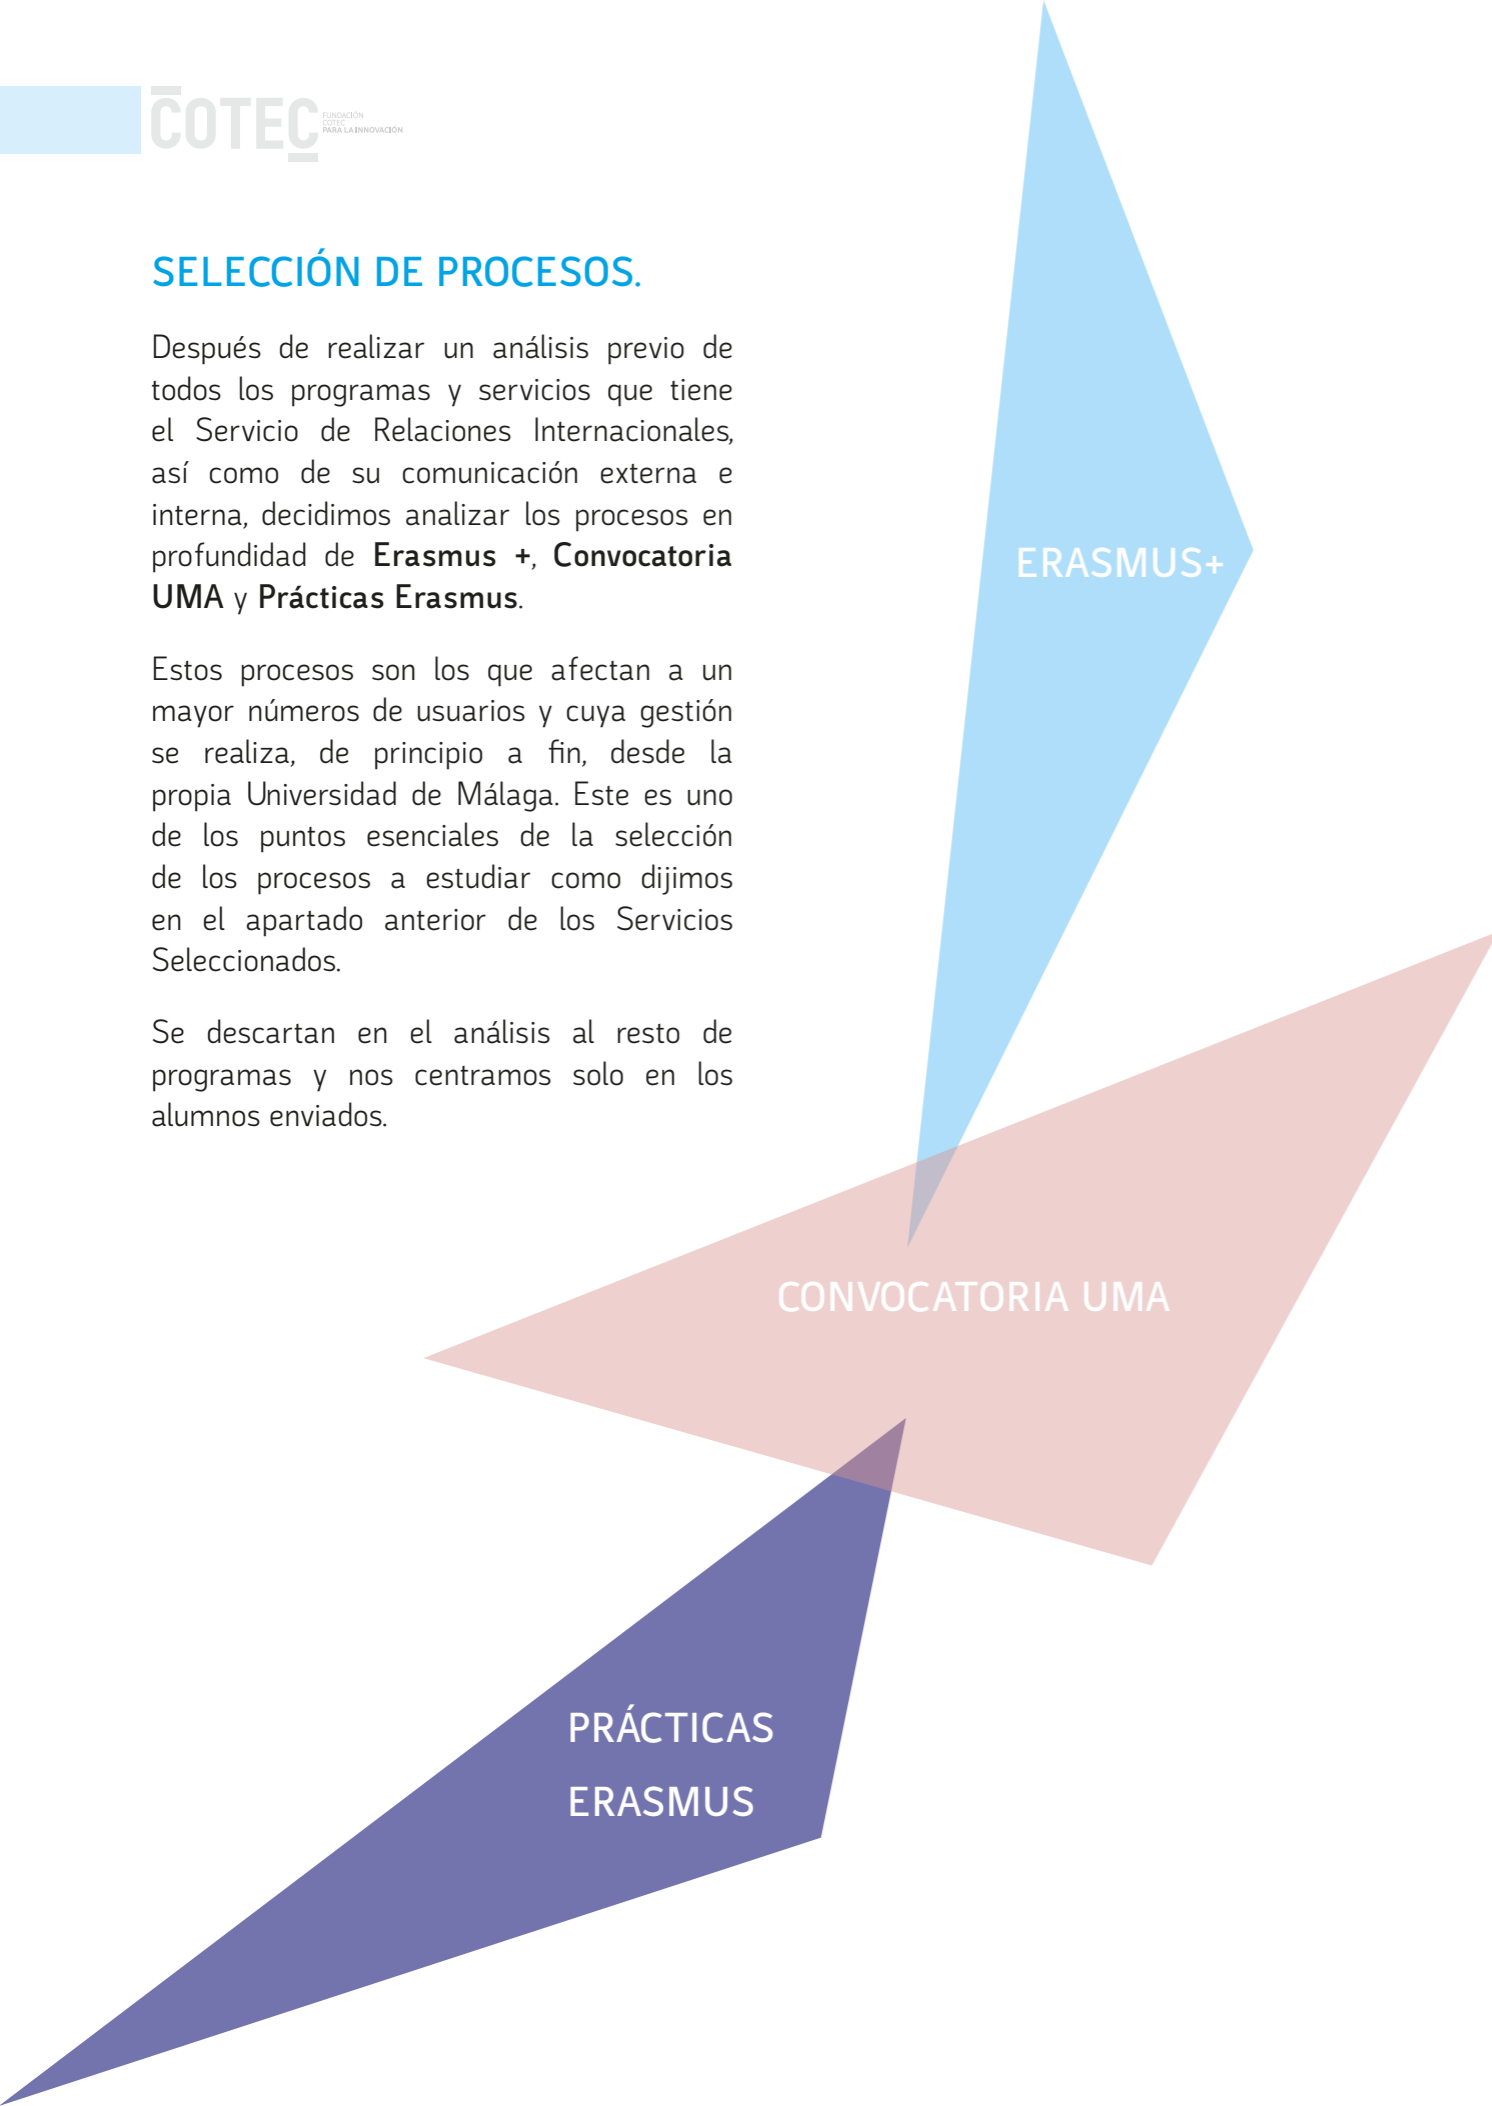 COTEC
FUNDACIÓN
COTEC
PARA LA INNOVACIÓN
SELECCIÓN DE PROCESOS.
Después de realizar un análisis previo de
todos los programas y servicios que tiene
el Servicio de Relaciones Internacionales,
así como de su comunicación externa e
interna, decidimos analizar los procesos en
profundidad de Erasmus +, Convocatoria
UMA y Prácticas Erasmus.
Estos procesos son los que afectan a un
mayor números de usuarios y cuya gestión
se realiza, de principio a fin, desde la
propia Universidad de Málaga. Este es uno
de los puntos esenciales de la selección
de los procesos a estudiar como dijimos
en el apartado anterior de los Servicios
Seleccionados.
Se descartan en el análisis al resto de
programas y nos centramos solo en los
alumnos enviados.
ERASMUS+
CONVOCATORIA UMA
PRÁCTICAS
ERASMUS